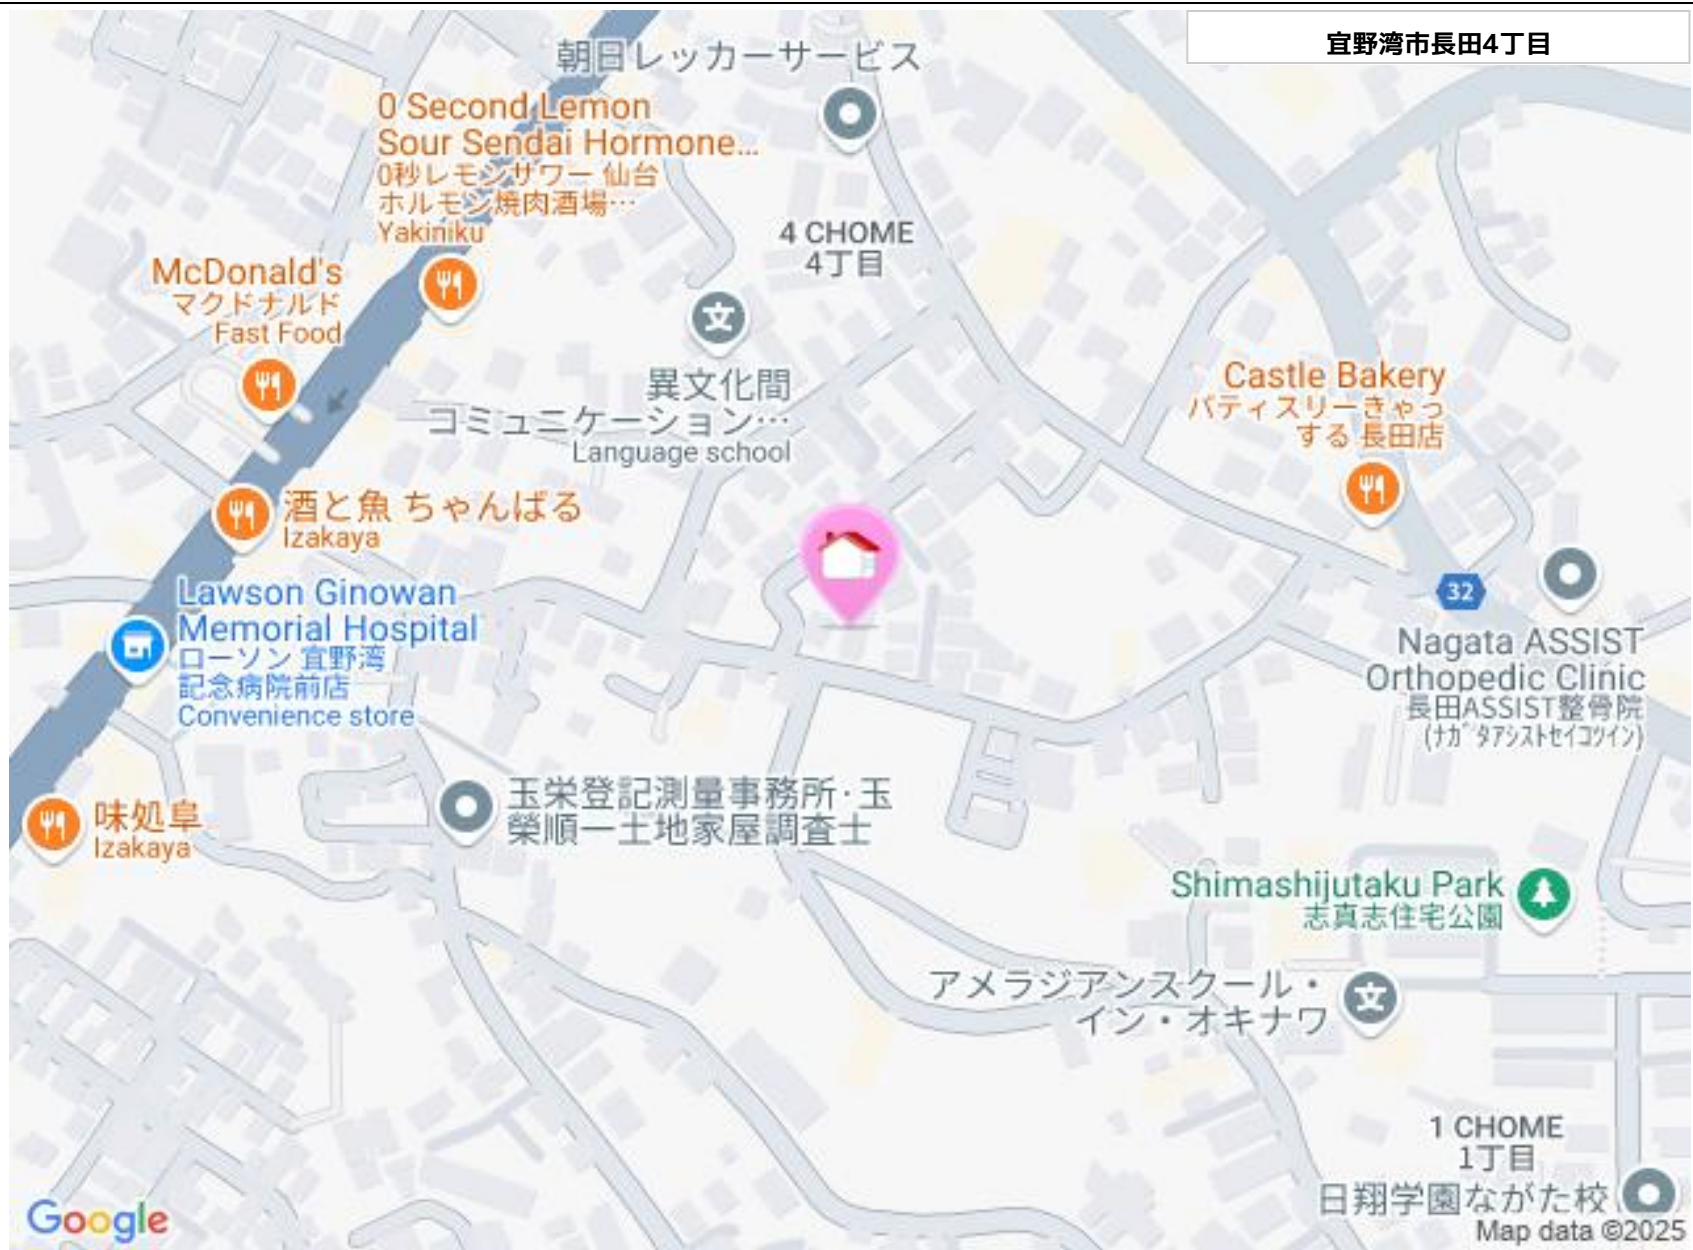 宜野湾市長田4丁目
朝日レッカーサービス
0 Second Lemon
Sour Sendai Hormone...
0秒レモンサワー 仙台
ホルモン焼肉酒場…
Yakiniku
4 CHOME
4丁目
McDonald's
マクドナルド
Fast Food
異文化間
コミュニケーション…
Language school
Castle Bakery
パティスリーきゃっ
する 長田店
酒と魚 ちゃんばる
Izakaya
Lawson Ginowan
Memorial Hospital
ローソン 宜野湾
記念病院前店
Convenience store
32
Nagata ASSIST
Orthopedic Clinic
長田ASSIST整骨院
(ナガタアシストセイコツイン)
玉栄登記測量事務所·玉
榮順一土地家屋調査士
味処阜
Izakaya
Shimashijutaku Park
志真志住宅公園
アメラジアンスクール・
イン・オキナワ
1 CHOME
1丁目
日翔学園ながた校
Google
Map data ©2025